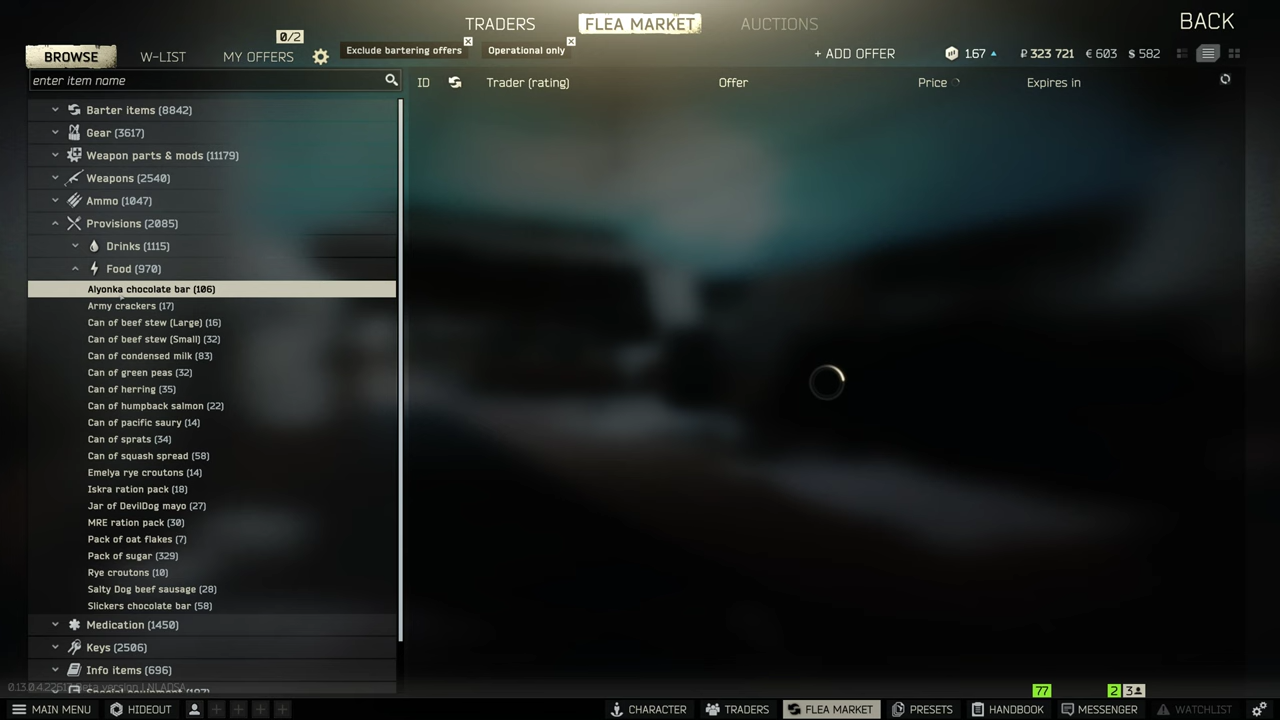 TRADERS FLEA MARKET AUCTIONS BACK
0/2
BROWSE W-LIST MY OFFERS Exclude bartering offers Operational only + ADD OFFER 1.67 ₽ 323 721 € 603 $ 582
enter item name ID Trader (rating) Offer Price Expires in
Barter items (8842)
Gear (3617)
Weapon parts & mods (11179)
Weapons (2540)
Ammo (1047)
Provisions (2085)
Drinks (1115)
Food (970)
Alyonka chocolate bar (106)
Army crackers (17)
Can of beef stew (Large) (16)
Can of beef stew (Small) (32)
Can of condensed milk (83)
Can of green peas (32)
Can of herring (35)
Can of humpback salmon (22)
Can of pacific saury (14)
Can of sprats (34)
Can of squash spread (58)
Emelya rye croutons (14)
Iskra ration pack (18)
Jar of DevilDog mayo (27)
MRE ration pack (30)
Pack of oat flakes (7)
Pack of sugar (329)
Rye croutons (10)
Salty Dog beef sausage (28)
Slickers chocolate bar (58)
Medication (1450)
Keys (2506)
Info items (696)
Beta version
77 2 3
MAIN MENU HIDEOUT CHARACTER TRADERS FLEA MARKET PRESETS HANDBOOK MESSENGER WATCHLIST